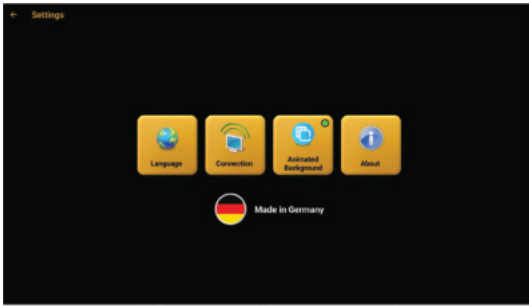 Settings
Language
Connection
Animated
Background
About
Made in Germany